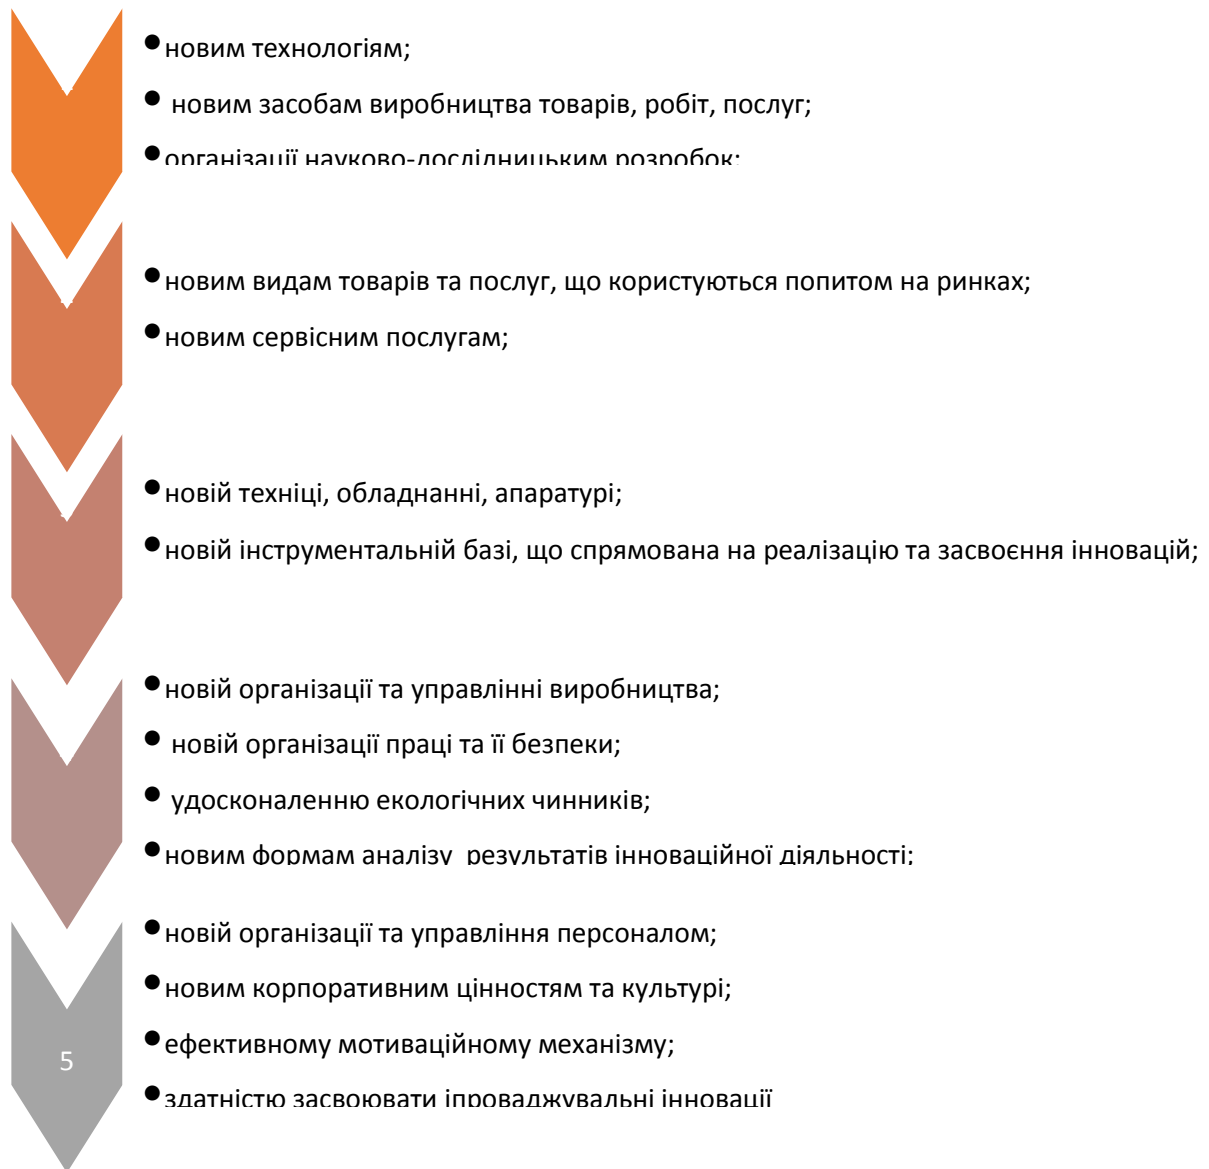 новим технологіям;
новим засобам виробництва товарів, робіт, послуг;
організації науково-дослідницьким розробок;
новим видам товарів та послуг, що користуються попитом на ринках;
новим сервісним послугам;
новій техніці, обладнанні, апаратурі;
новій інструментальній базі, що спрямована на реалізацію та засвоєння інновацій;
новій організації та управлінні виробництва;
новій організації праці та її безпеки;
удосконаленню екологічних чинників;
новим формам аналізу результатів інноваційної діяльності;
новій організації та управління персоналом;
новим корпоративним цінностям та культурі;
ефективному мотиваційному механізму;
5
здатністю засвоювати іпроваджувальні інновації